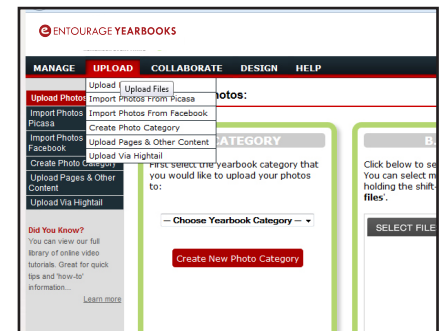 ENTOURAGE YEARBOOKS
MANAGE UPLOAD COLLABORATE DESIGN HELP
Upload
Upload Files
Import Photos From Picasa
Import Photos From Facebook
Create Photo Category
Upload Pages & Other Content
Upload Via Hightail
Upload Photos
Import Photos
Picasa
Import Photos
Facebook
Create Photo Category
Upload Pages & Other
Content
Upload Via Hightail
Did You Know?
You can view our full
library of online video
tutorials. Great for quick
tips and 'how-to'
information...
Learn more
otos:
CATEGORY
First select the yearbook category that
you would like to upload your photos
to:
— Choose Yearbook Category —
Create New Photo Category
B.
Click below to se
You can select m
holding the shift-
files'.
SELECT FILE